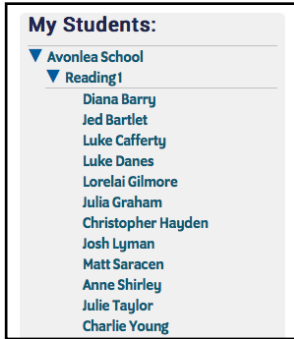 My Students:
Avonlea School
Reading1
Diana Barry
Jed Bartlet
Luke Cafferty
Luke Danes
Lorelai Gilmore
Julia Graham
Christopher Hayden
Josh Lyman
Matt Saracen
Anne Shirley
Julie Taylor
Charlie Young